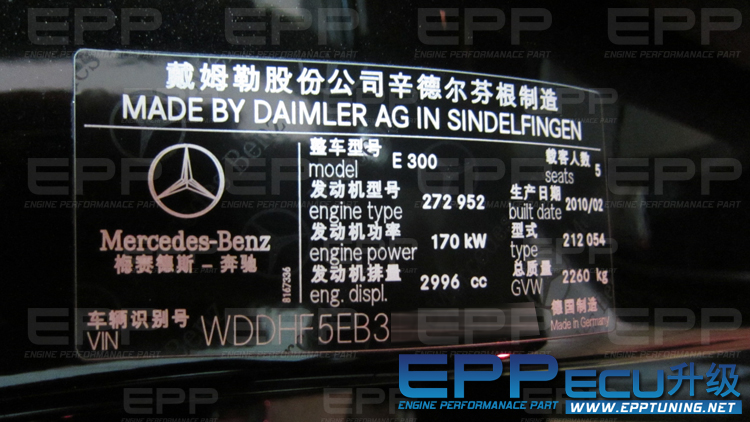 戴姆勒股份公司辛德尔芬根制造
MADE BY DAIMLER AG IN SINDELFINGEN
整车型号 model E 300 载客人数 seats 5
发动机型号 engine type 272 952 生产日期 built date 2010/02
发动机功率 engine power 170 kW 型式 type 212 054
发动机排量 eng. displ. 2996 cc 总质量 GVW 2260 kg
Mercedes-Benz
梅赛德斯－奔驰
8167336
德国制造
Made in Germany
车辆识别号
VIN WDDHF5EB3
EPP ECU升级
ENGINE PERFORMANACE PART
WWW.EPPTUNING.NET